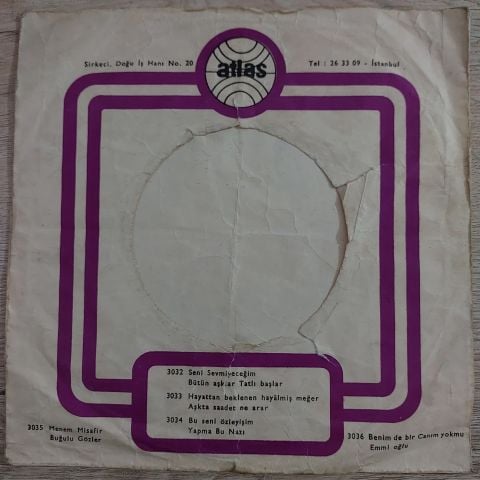 atlas
Sirkeci, Doğu İş Hanı No. 20
Tel : 26 33 09 - İstanbul
3032 Seni Sevmiyeceğim
Bütün aşklar Tatlı başlar
3033 Hayattan beklenen hayâlmiş meğer
Aşkta saadet ne arar
3034 Bu seni özleyişim
Yapma Bu Nazı
3035 Menem Misafir
Buğulu Gözler
3036 Benim de bir Canım yokmu
Emmi oğlu